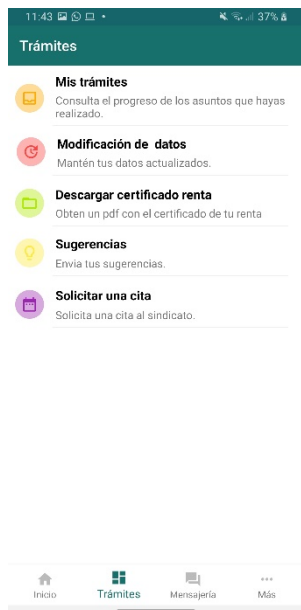 11:43 37%
Trámites
Mis trámites
Consulta el progreso de los asuntos que hayas
realizado.
Modificación de datos
Mantén tus datos actualizados.
Descargar certificado renta
Obten un pdf con el certificado de tu renta
Sugerencias
Envia tus sugerencias.
Solicitar una cita
Solicita una cita al sindicato.
Inicio Trámites Mensajería Más